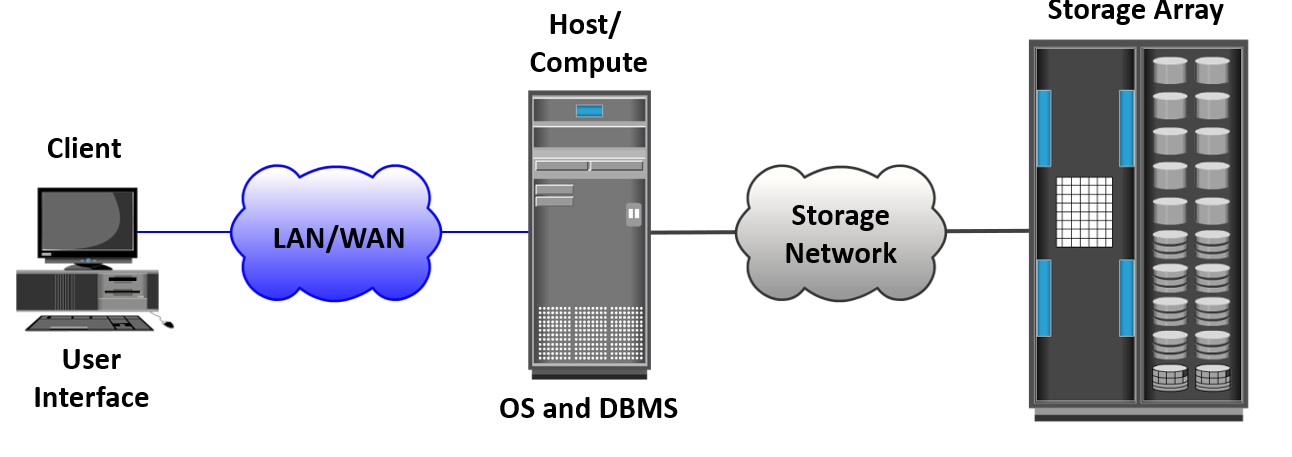 Client
User
Interface
LAN/WAN
Host/
Compute
OS and DBMS
Storage
Network
Storage Array